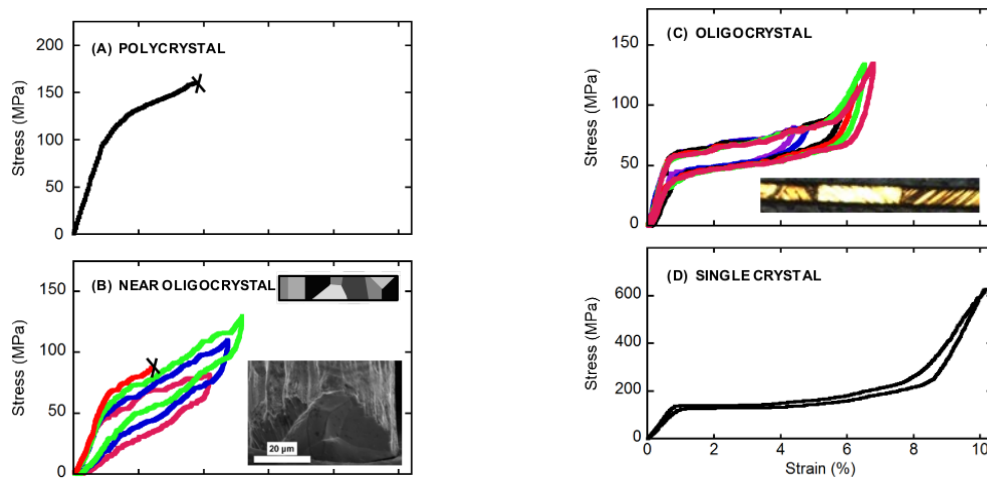 200
(A) POLYCRYSTAL
150
100
50
0
Stress (MPa)
(B) NEAR OLIGOCRYSTAL
150
100
50
0
Stress (MPa)
20 µm
150
(C) OLIGOCRYSTAL
100
50
0
Stress (MPa)
(D) SINGLE CRYSTAL
600
400
200
0
Stress (MPa)
0 2 4 6 8 10
Strain (%)